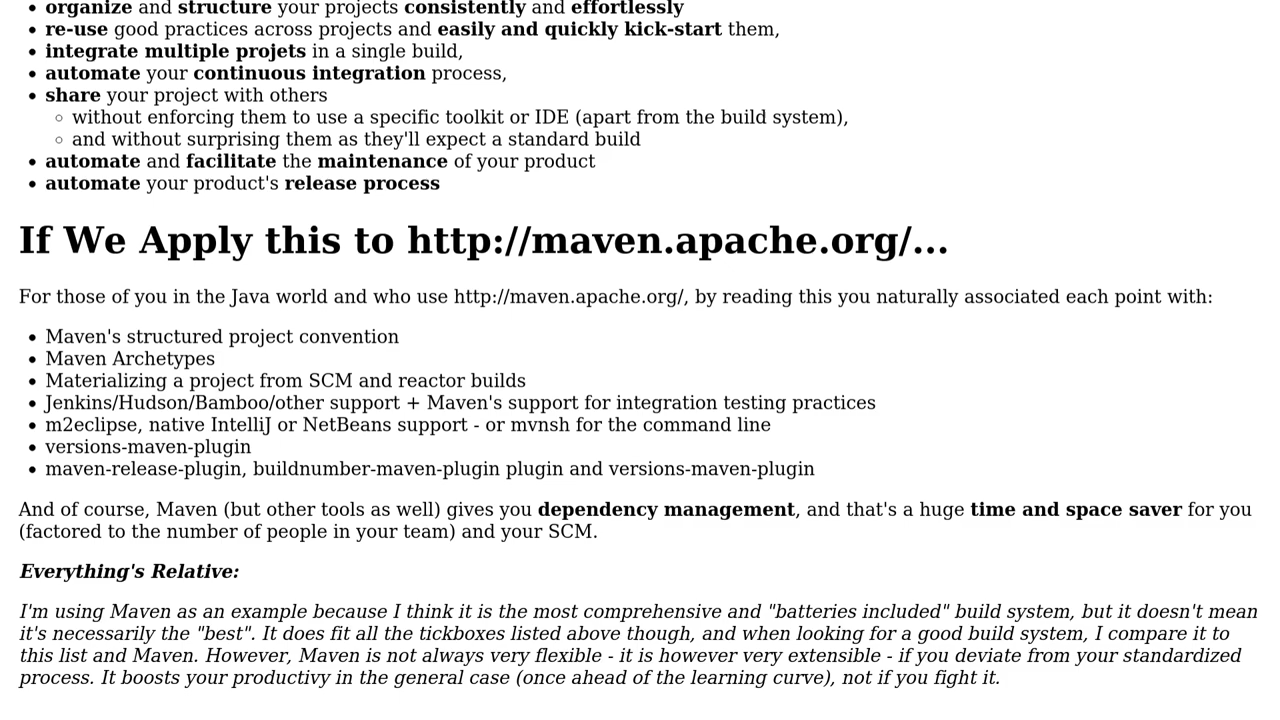 organize and structure your projects consistently and effortlessly
re-use good practices across projects and easily and quickly kick-start them,
integrate multiple projets in a single build,
automate your continuous integration process,
share your project with others
without enforcing them to use a specific toolkit or IDE (apart from the build system),
and without surprising them as they'll expect a standard build
automate and facilitate the maintenance of your product
automate your product's release process
If We Apply this to http://maven.apache.org/...
For those of you in the Java world and who use http://maven.apache.org/, by reading this you naturally associated each point with:
Maven's structured project convention
Maven Archetypes
Materializing a project from SCM and reactor builds
Jenkins/Hudson/Bamboo/other support + Maven's support for integration testing practices
m2eclipse, native IntelliJ or NetBeans support - or mvnsh for the command line
versions-maven-plugin
maven-release-plugin, buildnumber-maven-plugin plugin and versions-maven-plugin
And of course, Maven (but other tools as well) gives you dependency management, and that's a huge time and space saver for you
(factored to the number of people in your team) and your SCM.
Everything's Relative:
I'm using Maven as an example because I think it is the most comprehensive and "batteries included" build system, but it doesn't mean
it's necessarily the "best". It does fit all the tickboxes listed above though, and when looking for a good build system, I compare it to
this list and Maven. However, Maven is not always very flexible - it is however very extensible - if you deviate from your standardized
process. It boosts your productivy in the general case (once ahead of the learning curve), not if you fight it.